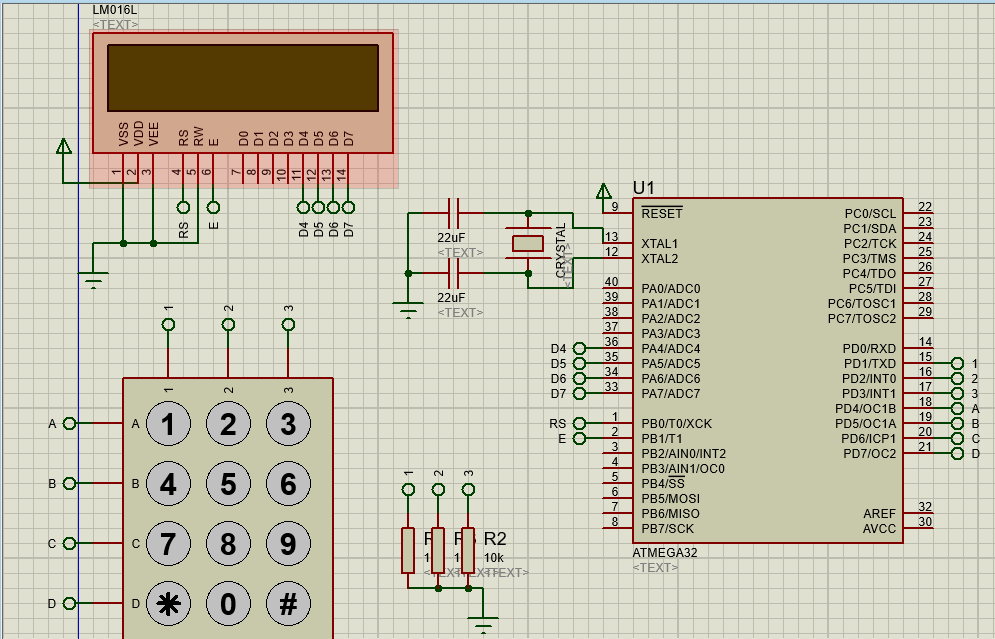 LM016L
<TEXT>
VSS VDD VEE RS RW E D0 D1 D2 D3 D4 D5 D6 D7
1 2 3 4 5 6 7 8 9 10 11 12 13 14
RS E D4 D5 D6 D7
22uF
<TEXT>
22uF
<TEXT>
CRYSTAL
<TEXT>
U1
9 RESET
13 XTAL1
12 XTAL2
40 PA0/ADC0
39 PA1/ADC1
38 PA2/ADC2
37 PA3/ADC3
D4 36 PA4/ADC4
D5 35 PA5/ADC5
D6 34 PA6/ADC6
D7 33 PA7/ADC7
RS 1 PB0/T0/XCK
E 2 PB1/T1
3 PB2/AIN0/INT2
4 PB3/AIN1/OC0
5 PB4/SS
6 PB5/MOSI
7 PB6/MISO
8 PB7/SCK
PC0/SCL 22
PC1/SDA 23
PC2/TCK 24
PC3/TMS 25
PC4/TDO 26
PC5/TDI 27
PC6/TOSC1 28
PC7/TOSC2 29
PD0/RXD 14
PD1/TXD 15 1
PD2/INT0 16 2
PD3/INT1 17 3
PD4/OC1B 18 A
PD5/OC1A 19 B
PD6/ICP1 20 C
PD7/OC2 21 D
AREF 32
AVCC 30
ATMEGA32
<TEXT>
1 2 3
1 2 3
A A 1 2 3
B B 4 5 6
C C 7 8 9
D D * 0 #
1 2 3
R2
10k
<TEXT>